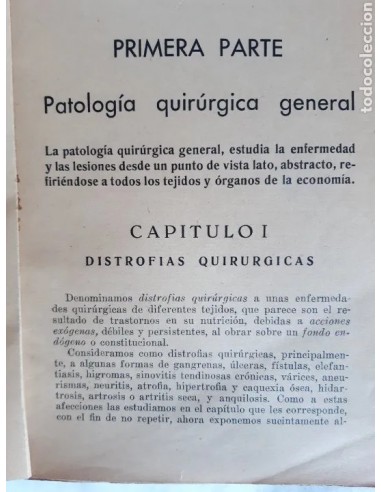 PRIMERA PARTE
Patología quirúrgica general
La patología quirúrgica general, estudia la enfermedad
y las lesiones desde un punto de vista lato, abstracto, re-
firiéndose a todos los tejidos y órganos de la economía.
CAPITULO I
DISTROFIAS QUIRURGICAS
Denominamos distrofias quirúrgicas a unas enfermeda-
des quirúrgicas de diferentes tejidos, que parece son el re-
sultado de trastornos en su nutrición, debidas a acciones
exógenas, débiles y persistentes, al obrar sobre un fondo en-
dógeno o constitucional.
Consideramos como distrofias quirúrgicas, principalmen-
te, a algunas formas de gangrenas, úlceras, fístulas, elefan-
tiasis, higromas, sinovitis tendinosas crónicas, várices, aneu-
rismas, neuritis, atrofia, hipertrofia y caquexia ósea, hidar-
trosis, artrosis o artritis seca, y anquilosis. Como a estas
afecciones las estudiamos en el capítulo que les corresponde,
con el fin de no repetir, ahora exponemos sucintamente al-
todocoleccion